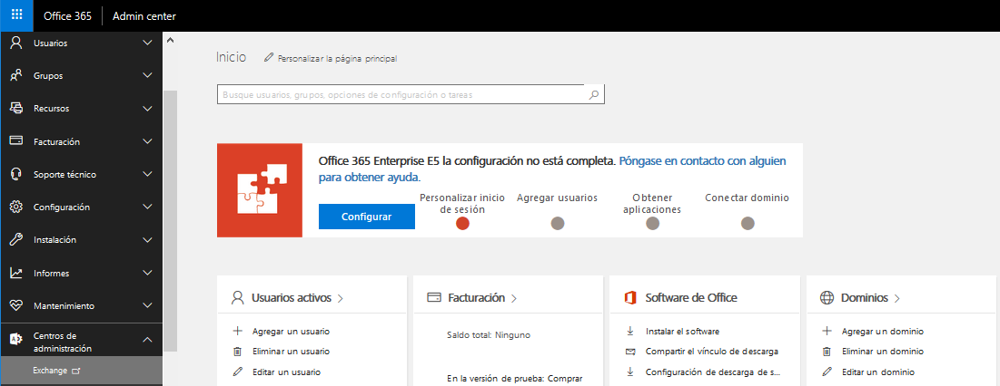 Office 365
Admin center
Usuarios
Grupos
Recursos
Facturación
Soporte técnico
Configuración
Instalación
Informes
Mantenimiento
Centros de
administración
Exchange
Inicio
Personalizar la página principal
Busque usuarios, grupos, opciones de configuración o tareas
Office 365 Enterprise E5 la configuración no está completa. Póngase en contacto con alguien
para obtener ayuda.
Configurar
Personalizar inicio
de sesión
Agregar usuarios
Obtener
aplicaciones
Conectar dominio
Usuarios activos
Agregar un usuario
Eliminar un usuario
Editar un usuario
Facturación
Saldo total: Ninguno
En la versión de prueba: Comprar
Software de Office
Instalar el software
Compartir el vínculo de descarga
Configuración de descarga de s...
Dominios
Agregar un dominio
Eliminar un dominio
Editar un dominio